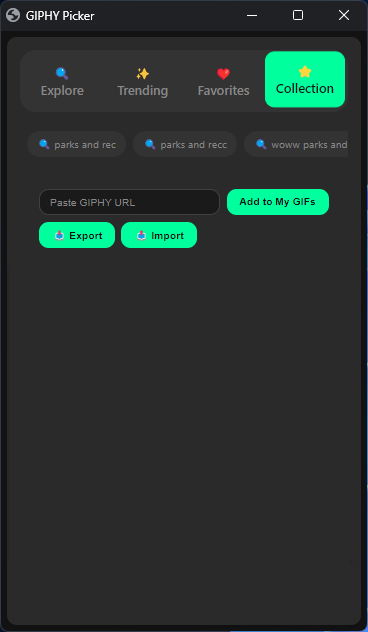 GIPHY Picker
Explore Trending Favorites Collection
parks and rec parks and recc woww parks and
Paste GIPHY URL Add to My GIFs
Export Import